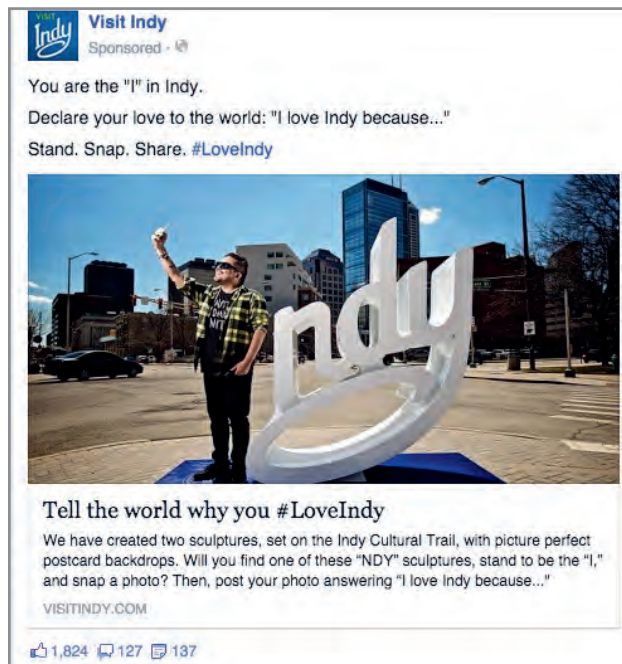 VISIT
Indy
Visit Indy
Sponsored ·
You are the "I" in Indy.
Declare your love to the world: "I love Indy because..."
Stand. Snap. Share. #LoveIndy
ndy
Tell the world why you #LoveIndy
We have created two sculptures, set on the Indy Cultural Trail, with picture perfect
postcard backdrops. Will you find one of these “NDY” sculptures, stand to be the “I,”
and snap a photo? Then, post your photo answering “I love Indy because...”
VISITINDY.COM
1,824 127 137